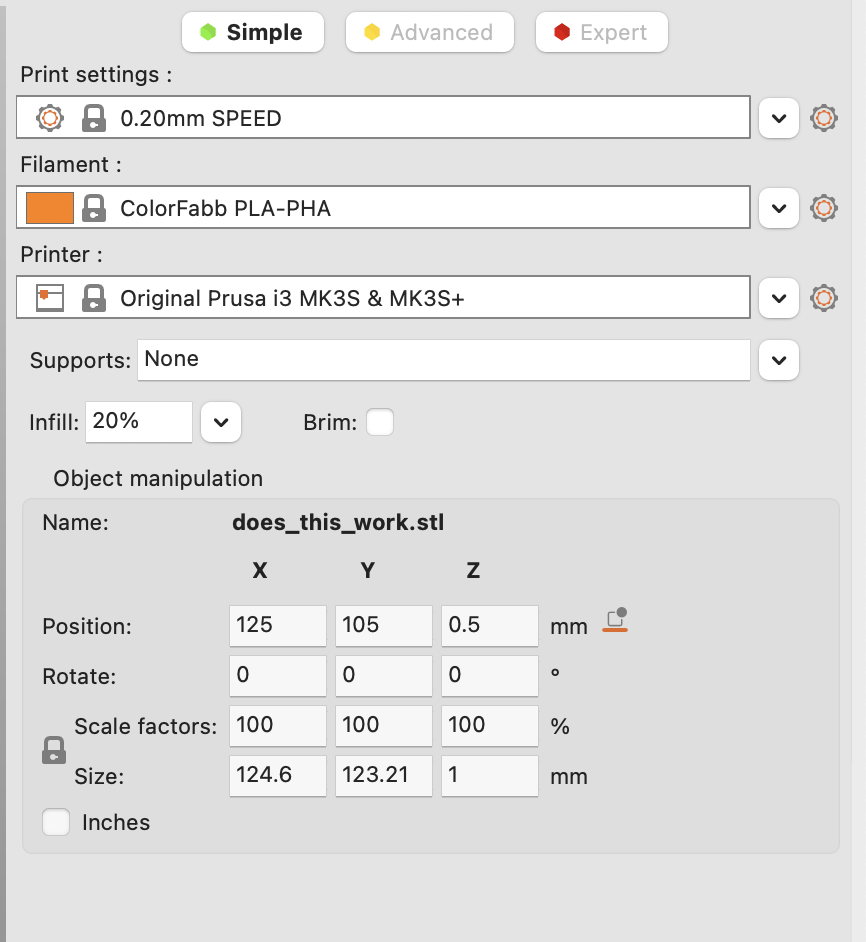 Simple Advanced Expert
Print settings :
0.20mm SPEED
Filament :
ColorFabb PLA-PHA
Printer :
Original Prusa i3 MK3S & MK3S+
Supports: None
Infill: 20% Brim:
Object manipulation
Name: does_this_work.stl
X Y Z
Position: 125 105 0.5 mm
Rotate: 0 0 0 °
Scale factors: 100 100 100 %
Size: 124.6 123.21 1 mm
Inches